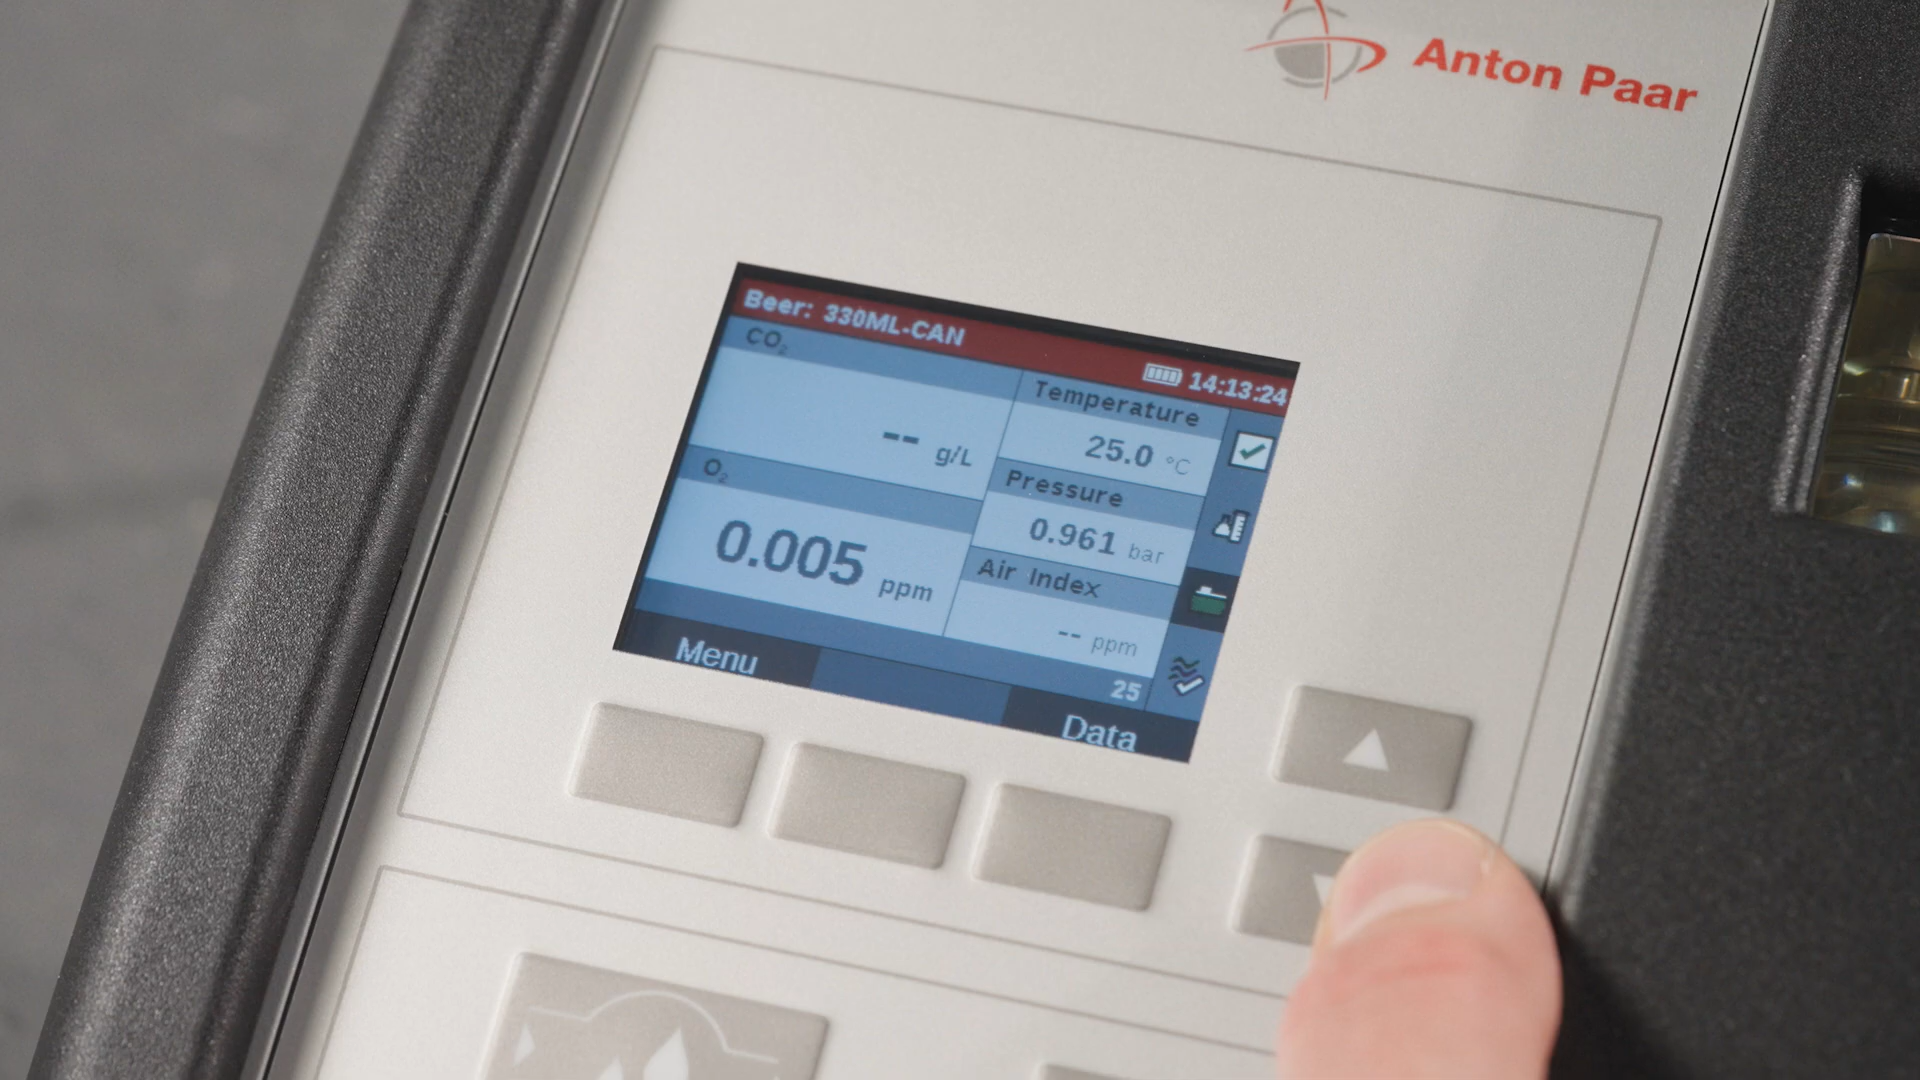 Anton Paar
Beer: 330ML-CAN
14:13:24
CO₂
-- g/L
Temperature
25.0 °C
O₂
0.005 ppm
Pressure
0.961 bar
Air Index
-- ppm
25
Menu
Data